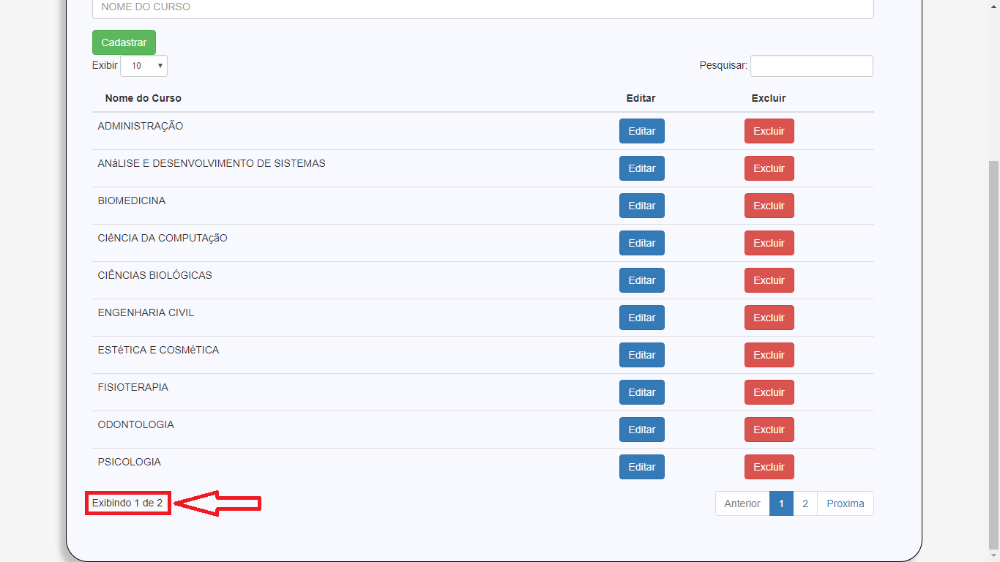 NOME DO CURSO
Cadastrar
Exibir 10 Pesquisar:
Nome do Curso Editar Excluir
ADMINISTRAÇÃO Editar Excluir
ANáLISE E DESENVOLVIMENTO DE SISTEMAS Editar Excluir
BIOMEDICINA Editar Excluir
CIêNCIA DA COMPUTAçãO Editar Excluir
CIÊNCIAS BIOLÓGICAS Editar Excluir
ENGENHARIA CIVIL Editar Excluir
ESTéTICA E COSMéTICA Editar Excluir
FISIOTERAPIA Editar Excluir
ODONTOLOGIA Editar Excluir
PSICOLOGIA Editar Excluir
Exibindo 1 de 2 Anterior 1 2 Proxima